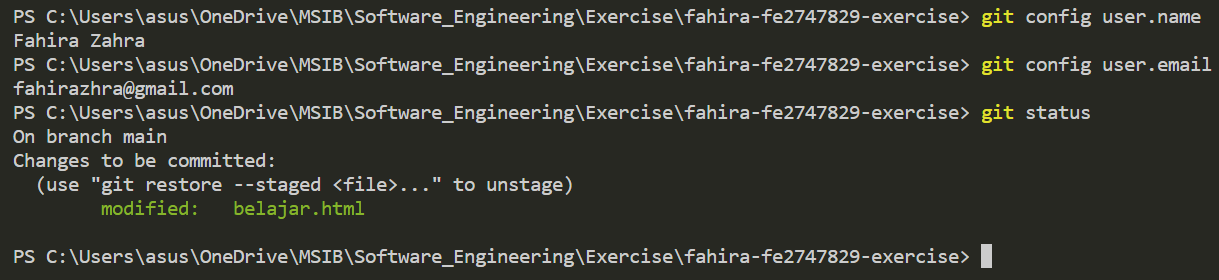 PS C:\Users\asus\OneDrive\MSIB\Software_Engineering\Exercise\fahira-fe2747829-exercise> git config user.name
Fahira Zahra
PS C:\Users\asus\OneDrive\MSIB\Software_Engineering\Exercise\fahira-fe2747829-exercise> git config user.email
fahirazhra@gmail.com
PS C:\Users\asus\OneDrive\MSIB\Software_Engineering\Exercise\fahira-fe2747829-exercise> git status
On branch main
Changes to be committed:
  (use "git restore --staged <file>..." to unstage)
        modified:   belajar.html

PS C:\Users\asus\OneDrive\MSIB\Software_Engineering\Exercise\fahira-fe2747829-exercise>